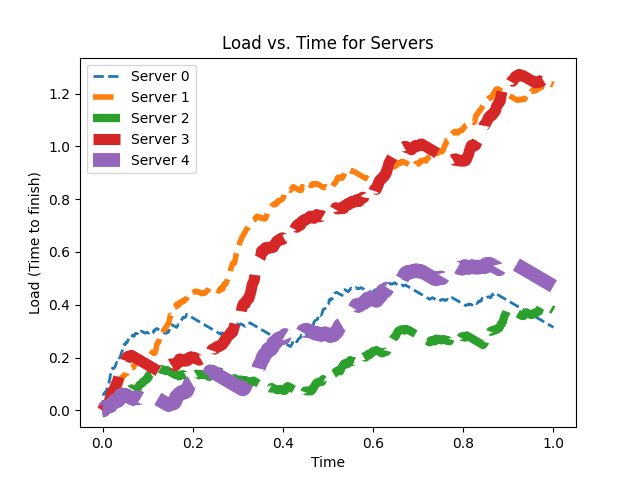 Load vs. Time for Servers
Server 0
Server 1
Server 2
Server 3
Server 4
Load (Time to finish)
1.2
1.0
0.8
0.6
0.4
0.2
0.0
0.0 0.2 0.4 0.6 0.8 1.0
Time